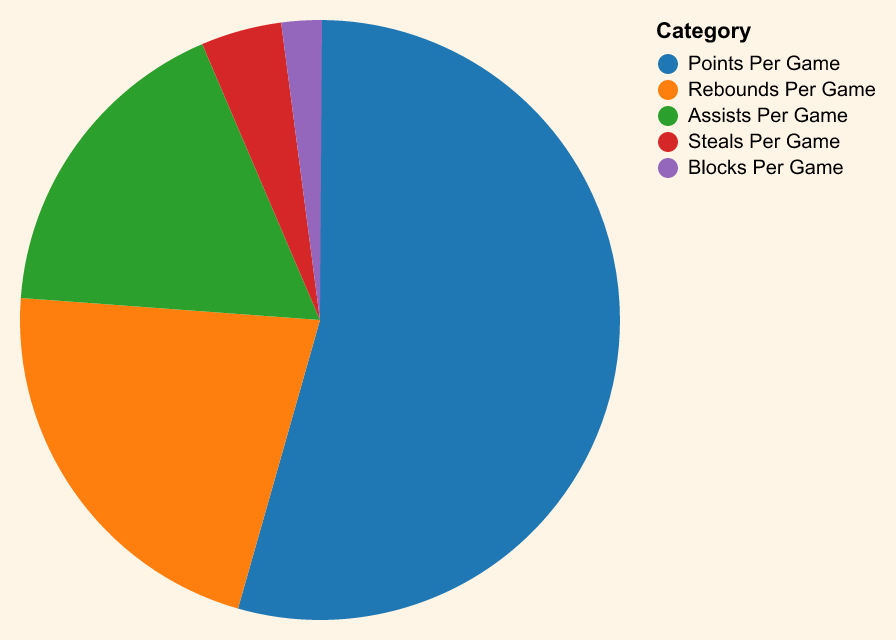 Category
Points Per Game
Rebounds Per Game
Assists Per Game
Steals Per Game
Blocks Per Game